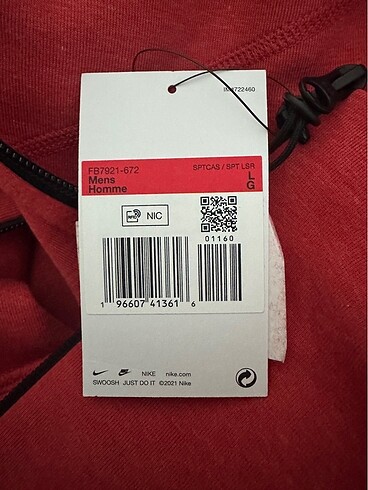 FB7921-672
SPTCAS / SPT LSR
Mens
L
Homme
G
NIC
01160
1 96607 41361 6
NIKE nike.com
SWOOSH JUST DO IT ©2021 Nike